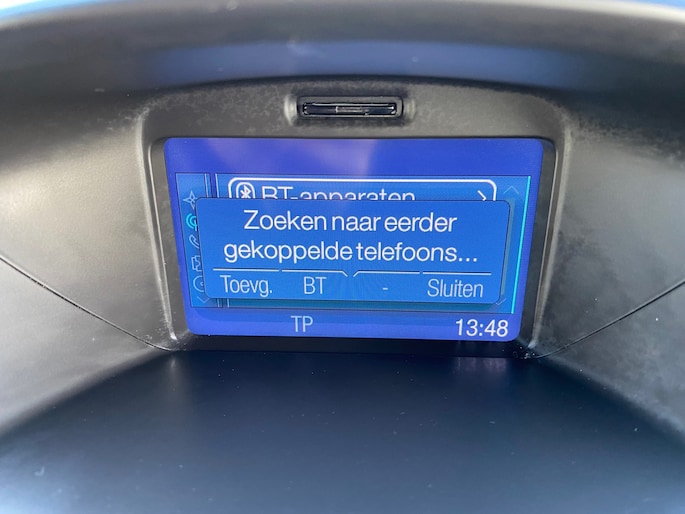 BT-apparaten
Zoeken naar eerder
gekoppelde telefoons...
Toevg. BT - Sluiten
TP 13:48